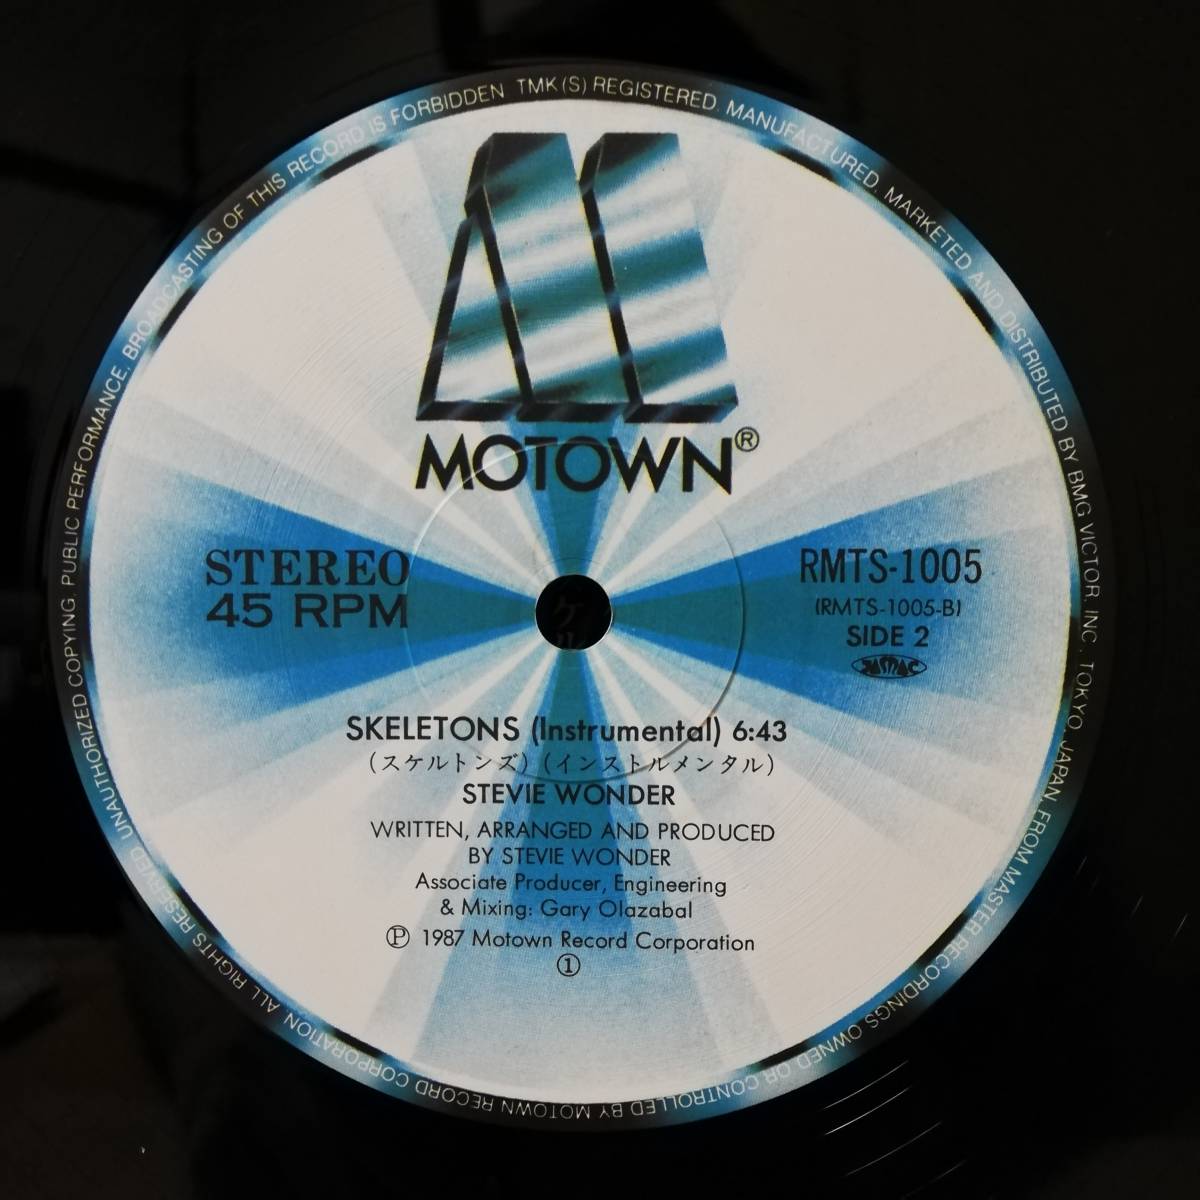 TMK(S) REGISTERED. MANUFACTURED, MARKETED AND DISTRIBUTED BY BMG VICTOR, INC., TOKYO, JAPAN FROM MASTER RECORDINGS OWNED OR CONTROLLED BY MOTOWN RECORD CORPORATION. ALL RIGHTS RESERVED. UNAUTHORIZED COPYING, PUBLIC PERFORMANCE, BROADCASTING OF THIS RECORD IS FORBIDDEN
MOTOWN®
STEREO
45 RPM
RMTS-1005
(RMTS-1005-B)
SIDE 2
JASRAC
ケル
SKELETONS (Instrumental) 6:43
(スケルトンズ) (インストルメンタル)
STEVIE WONDER
WRITTEN, ARRANGED AND PRODUCED
BY STEVIE WONDER
Associate Producer, Engineering
& Mixing: Gary Olazabal
Ⓟ 1987 Motown Record Corporation
①